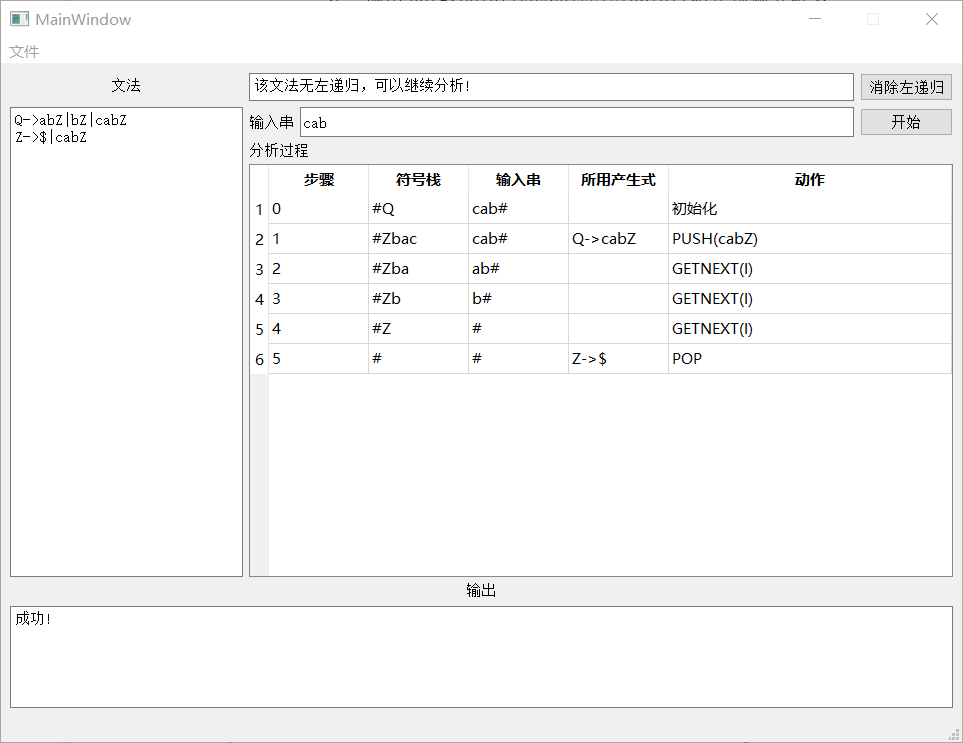 MainWindow
文件
文法
该文法无左递归，可以继续分析!
消除左递归
Q->abZ|bZ|cabZ
Z->$|cabZ
输入串 cab
开始
分析过程
步骤 符号栈 输入串 所用产生式 动作
1 0 #Q cab# 初始化
2 1 #Zbac cab# Q->cabZ PUSH(cabZ)
3 2 #Zba ab# GETNEXT(I)
4 3 #Zb b# GETNEXT(I)
5 4 #Z # GETNEXT(I)
6 5 # # Z->$ POP
输出
成功!